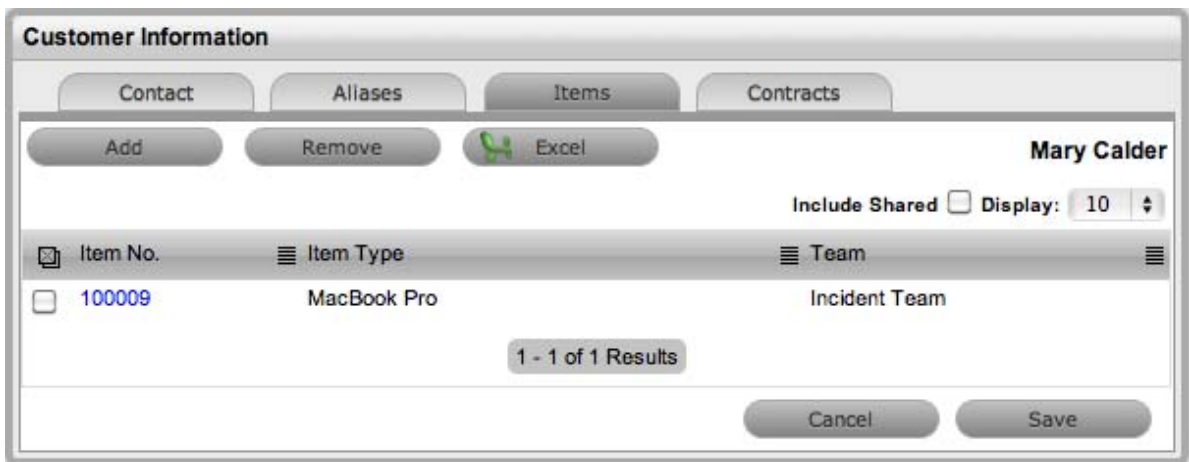 Customer Information
Contact Aliases Items Contracts
Add Remove Excel Mary Calder
Include Shared Display: 10
Item No. Item Type Team
100009 MacBook Pro Incident Team
1 - 1 of 1 Results
Cancel Save